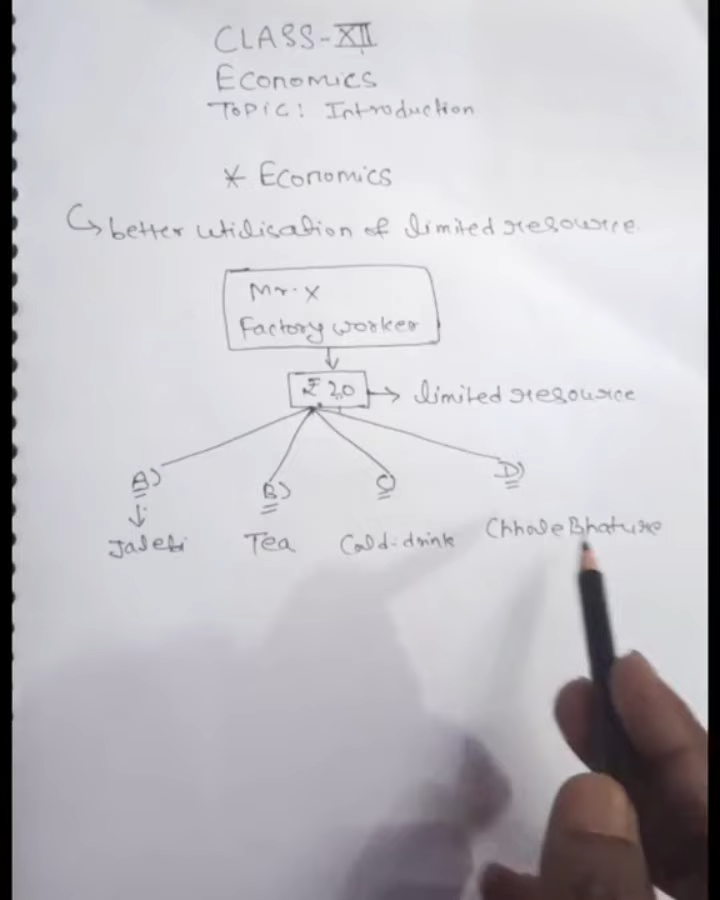 CLASS-XII
Economics
Topic: Introduction
* Economics
↳ better utilisation of limited resource.
Mr. X
Factory worker
₹ 20 → limited resource
A) B) C) D)
Jalebi Tea Cold-drink Chhole Bhature